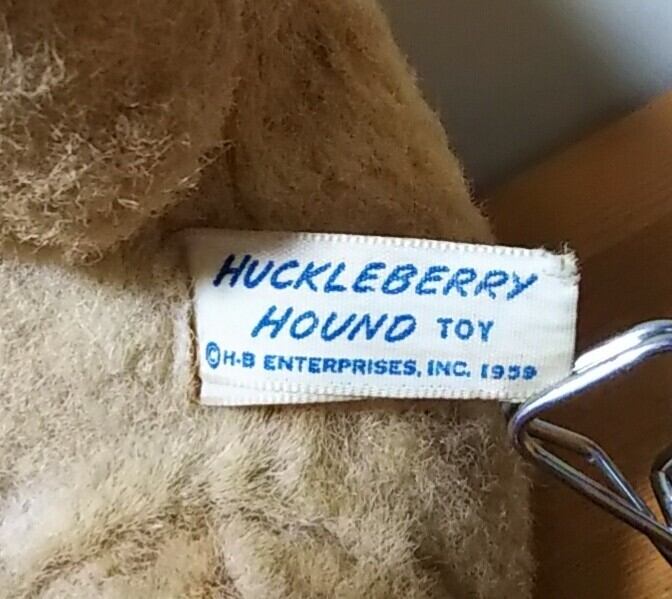 HUCKLEBERRY
HOUND TOY
©H-B ENTERPRISES, INC. 1959